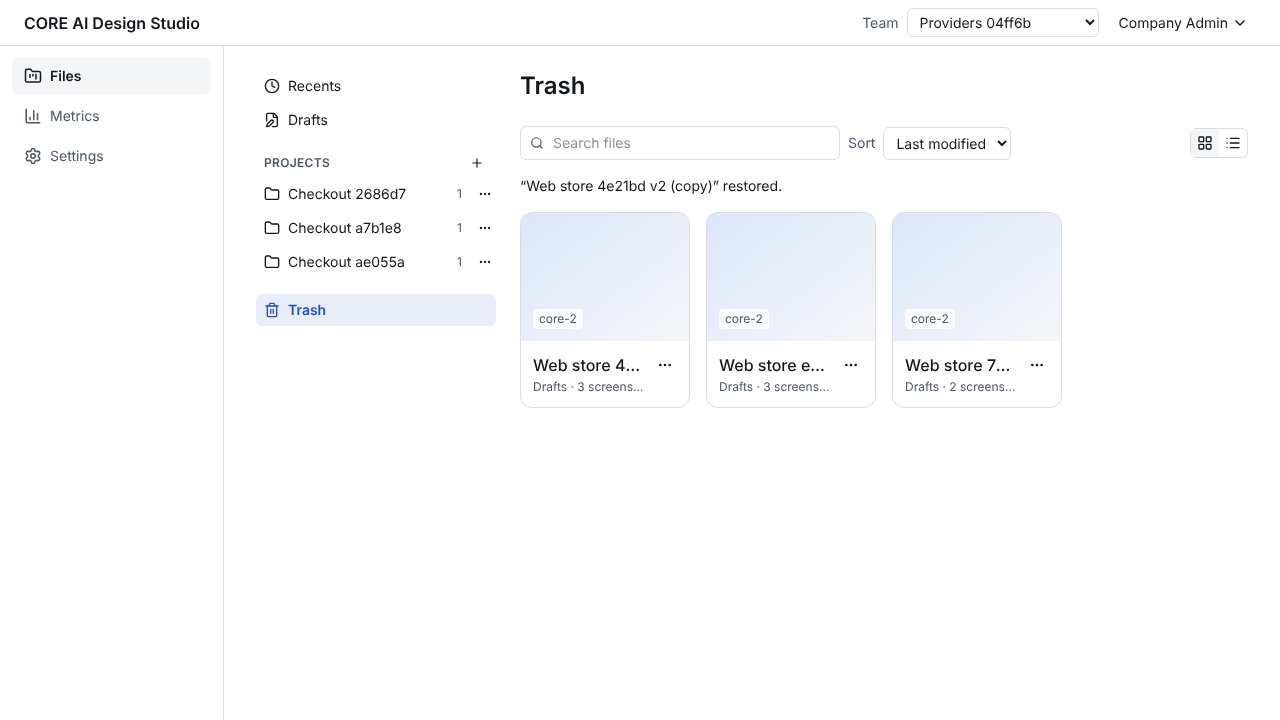 CORE AI Design Studio
Team
Providers 04ff6b
Company Admin
Files
Metrics
Settings
Recents
Drafts
PROJECTS
Checkout 2686d7 1
Checkout a7b1e8 1
Checkout ae055a 1
Trash
Trash
Search files
Sort
Last modified
“Web store 4e21bd v2 (copy)” restored.
core-2
Web store 4...
Drafts · 3 screens...
core-2
Web store e...
Drafts · 3 screens...
core-2
Web store 7...
Drafts · 2 screens...